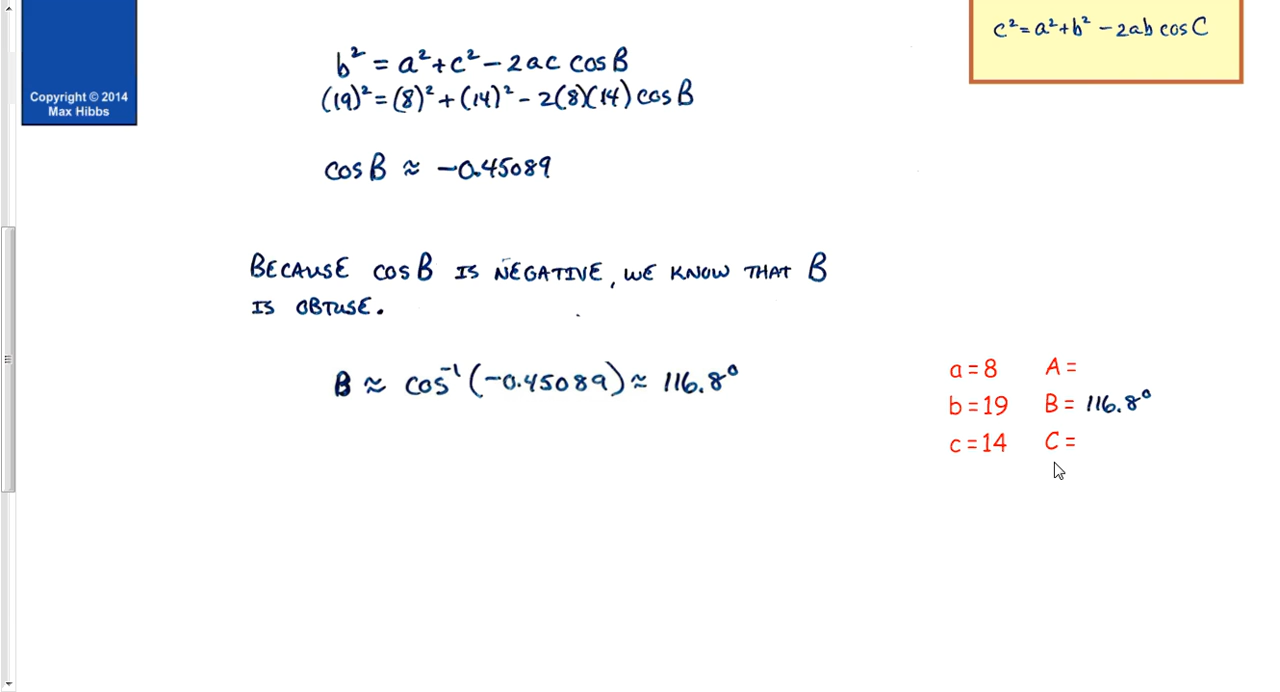 c² = a² + b² – 2ab cos C
b² = a² + c² – 2ac cos B
(19)² = (8)² + (14)² – 2(8)(14) cos B
Copyright © 2014
Max Hibbs
cos B ≈ –0.45089
BECAUSE cos B IS NEGATIVE, WE KNOW THAT B
IS OBTUSE.
B ≈ cos⁻¹(–0.45089) ≈ 116.8°
a = 8 A =
b = 19 B = 116.8°
c = 14 C =